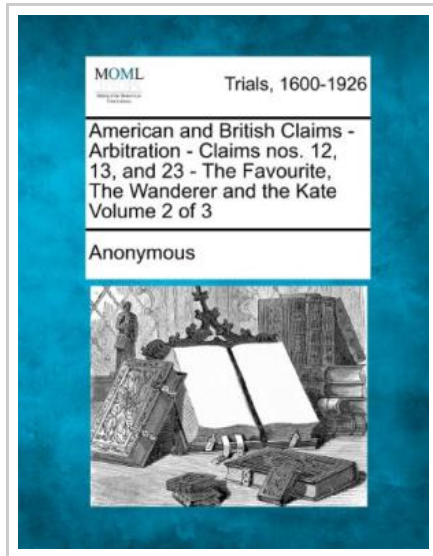 MOML
Trials, 1600-1926
American and British Claims -
Arbitration - Claims nos. 12,
13, and 23 - The Favourite,
The Wanderer and the Kate
Volume 2 of 3
Anonymous